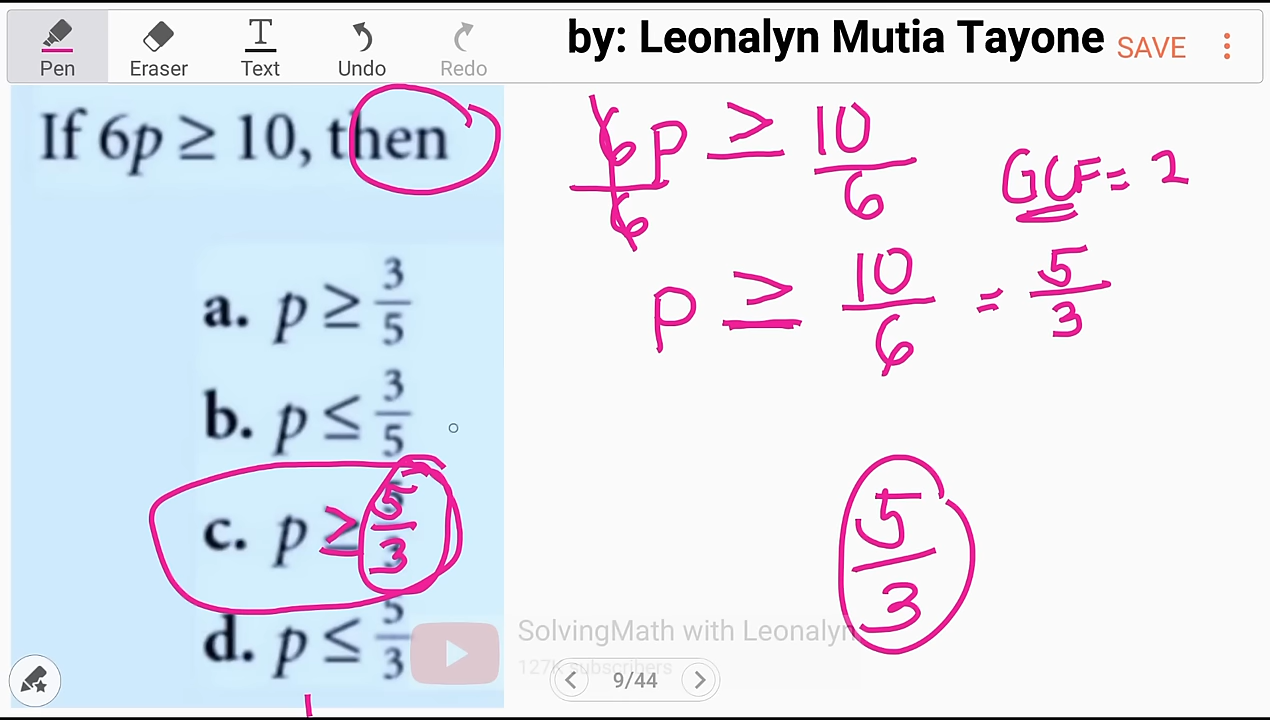 by: Leonalyn Mutia Tayone
SAVE
Pen Eraser Text Undo Redo
If 6p ≥ 10, then
a. p ≥ 3/5
b. p ≤ 3/5
c. p ≥ 5/3
d. p ≤ 5/3
6p/6 ≥ 10/6
GCF = 2
p ≥ 10/6 = 5/3
5/3
SolvingMath with Leonalyn
127K subscribers
9/44